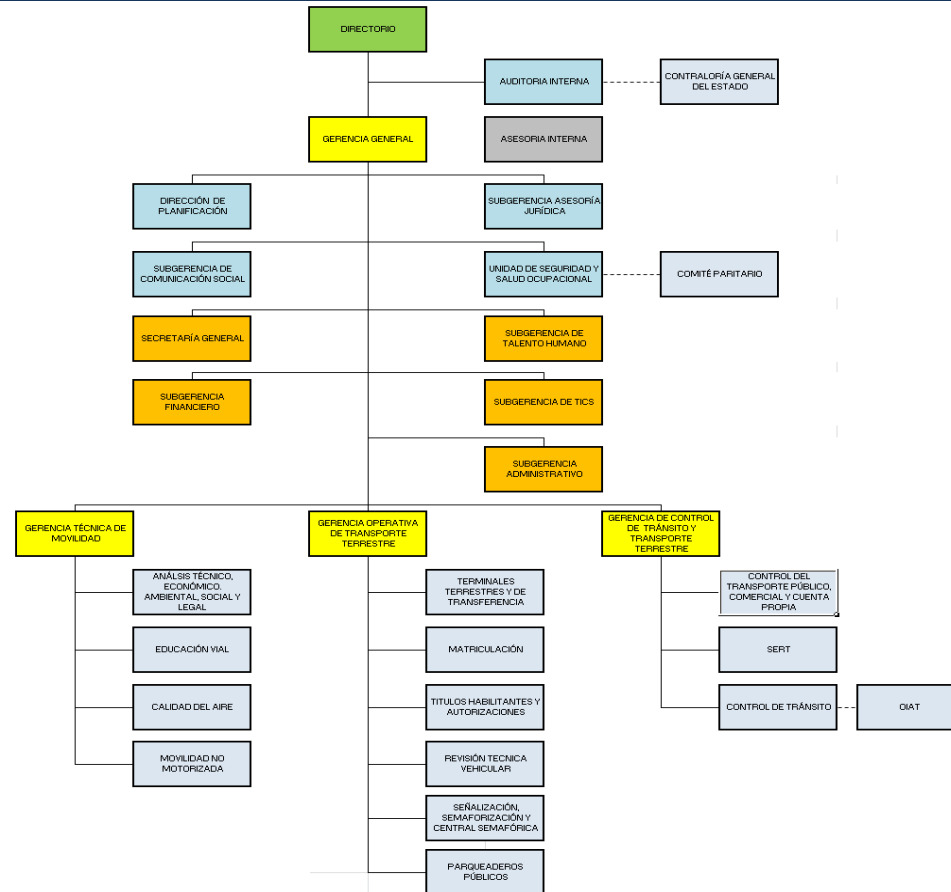 DIRECTORIO
AUDITORIA INTERNA
CONTRALORÍA GENERAL
DEL ESTADO
GERENCIA GENERAL
ASESORIA INTERNA
DIRECCIÓN DE
PLANIFICACIÓN
SUBGERENCIA ASESORÍA
JURÍDICA
SUBGERENCIA DE
COMUNICACIÓN SOCIAL
UNIDAD DE SEGURIDAD Y
SALUD OCUPACIONAL
COMITÉ PARITARIO
SECRETARÍA GENERAL
SUBGERENCIA DE
TALENTO HUMANO
SUBGERENCIA
FINANCIERO
SUBGERENCIA DE TICS
SUBGERENCIA
ADMINISTRATIVO
GERENCIA TÉCNICA DE
MOVILIDAD
GERENCIA OPERATIVA
DE TRANSPORTE
TERRESTRE
GERENCIA DE CONTROL
DE TRÁNSITO Y
TRANSPORTE
TERRESTRE
ANÁLSIS TÉCNICO,
ECONÓMICO.
AMBIENTAL, SOCIAL Y
LEGAL
TERMINALES
TERRESTRES Y DE
TRANSFERENCIA
CONTROL DEL
TRANSPORTE PÚBLICO,
COMERCIAL Y CUENTA
PROPIA
EDUCACIÓN VIAL
MATRICULACIÓN
SERT
CALIDAD DEL AIRE
TITULOS HABILITANTES Y
AUTORIZACIONES
CONTROL DE TRÁNSITO
OIAT
MOVILIDAD NO
MOTORIZADA
REVISIÓN TECNICA
VEHICULAR
SEÑALIZACIÓN,
SEMAFORIZACIÓN Y
CENTRAL SEMAFÓRICA
PARQUEADEROS
PÚBLICOS